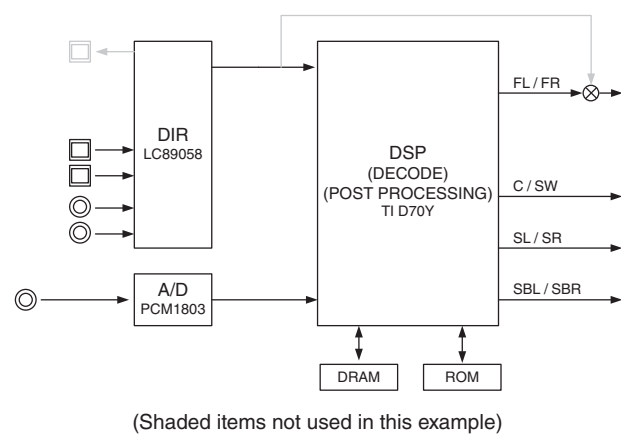 DIR
LC89058
DSP
(DECODE)
(POST PROCESSING)
TI D70Y
FL / FR
C / SW
SL / SR
SBL / SBR
A/D
PCM1803
DRAM
ROM
(Shaded items not used in this example)